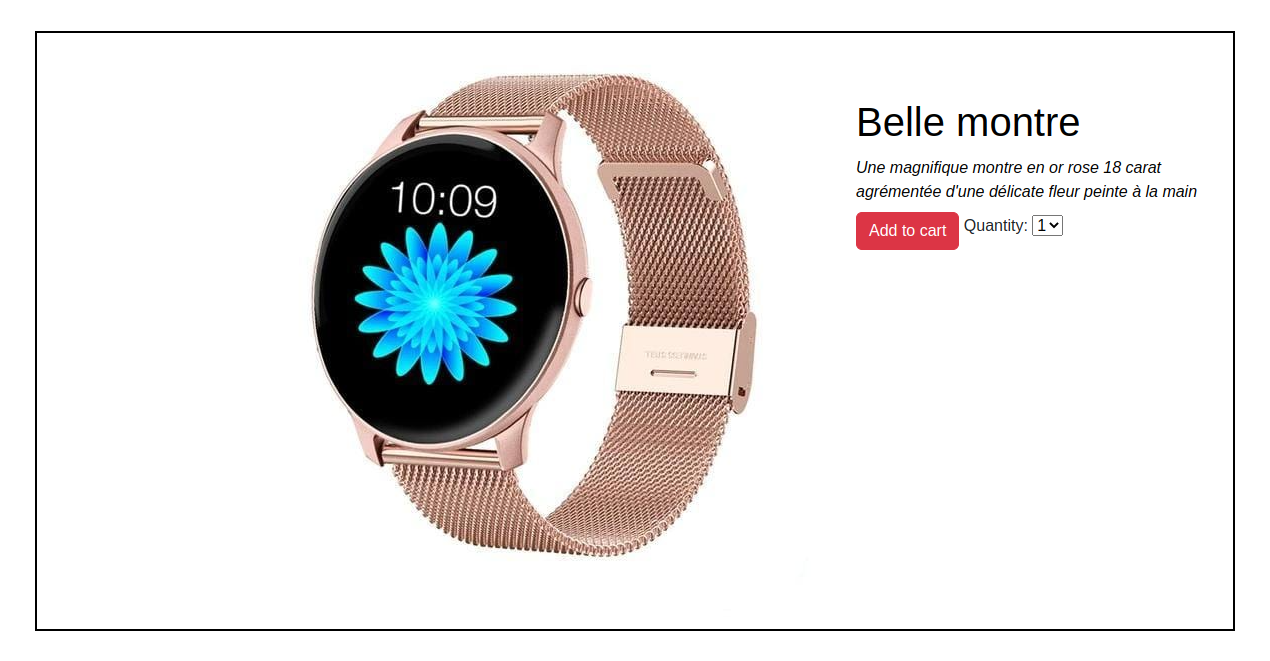 10:09
Belle montre
Une magnifique montre en or rose 18 carat
agrémentée d'une délicate fleur peinte à la main
Add to cart Quantity: 1